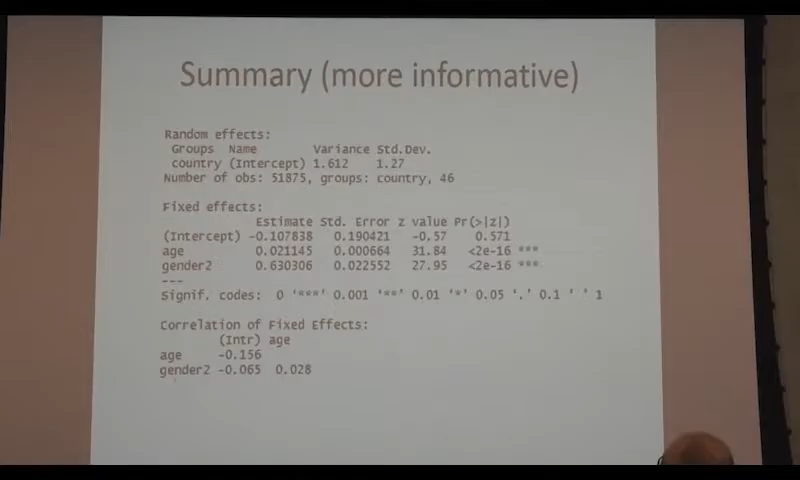 Summary (more informative)
Random effects:
Groups Name Variance Std.Dev.
country (Intercept) 1.612 1.27
Number of obs: 51875, groups: country, 46
Fixed effects:
Estimate Std. Error z value Pr(>|z|)
(Intercept) -0.107838 0.190421 -0.57 0.571
age 0.021145 0.000664 31.84 <2e-16 ***
gender2 0.630306 0.022552 27.95 <2e-16 ***
---
Signif. codes: 0 '***' 0.001 '**' 0.01 '*' 0.05 '.' 0.1 ' ' 1
Correlation of Fixed Effects:
(Intr) age
age -0.156
gender2 -0.065 0.028